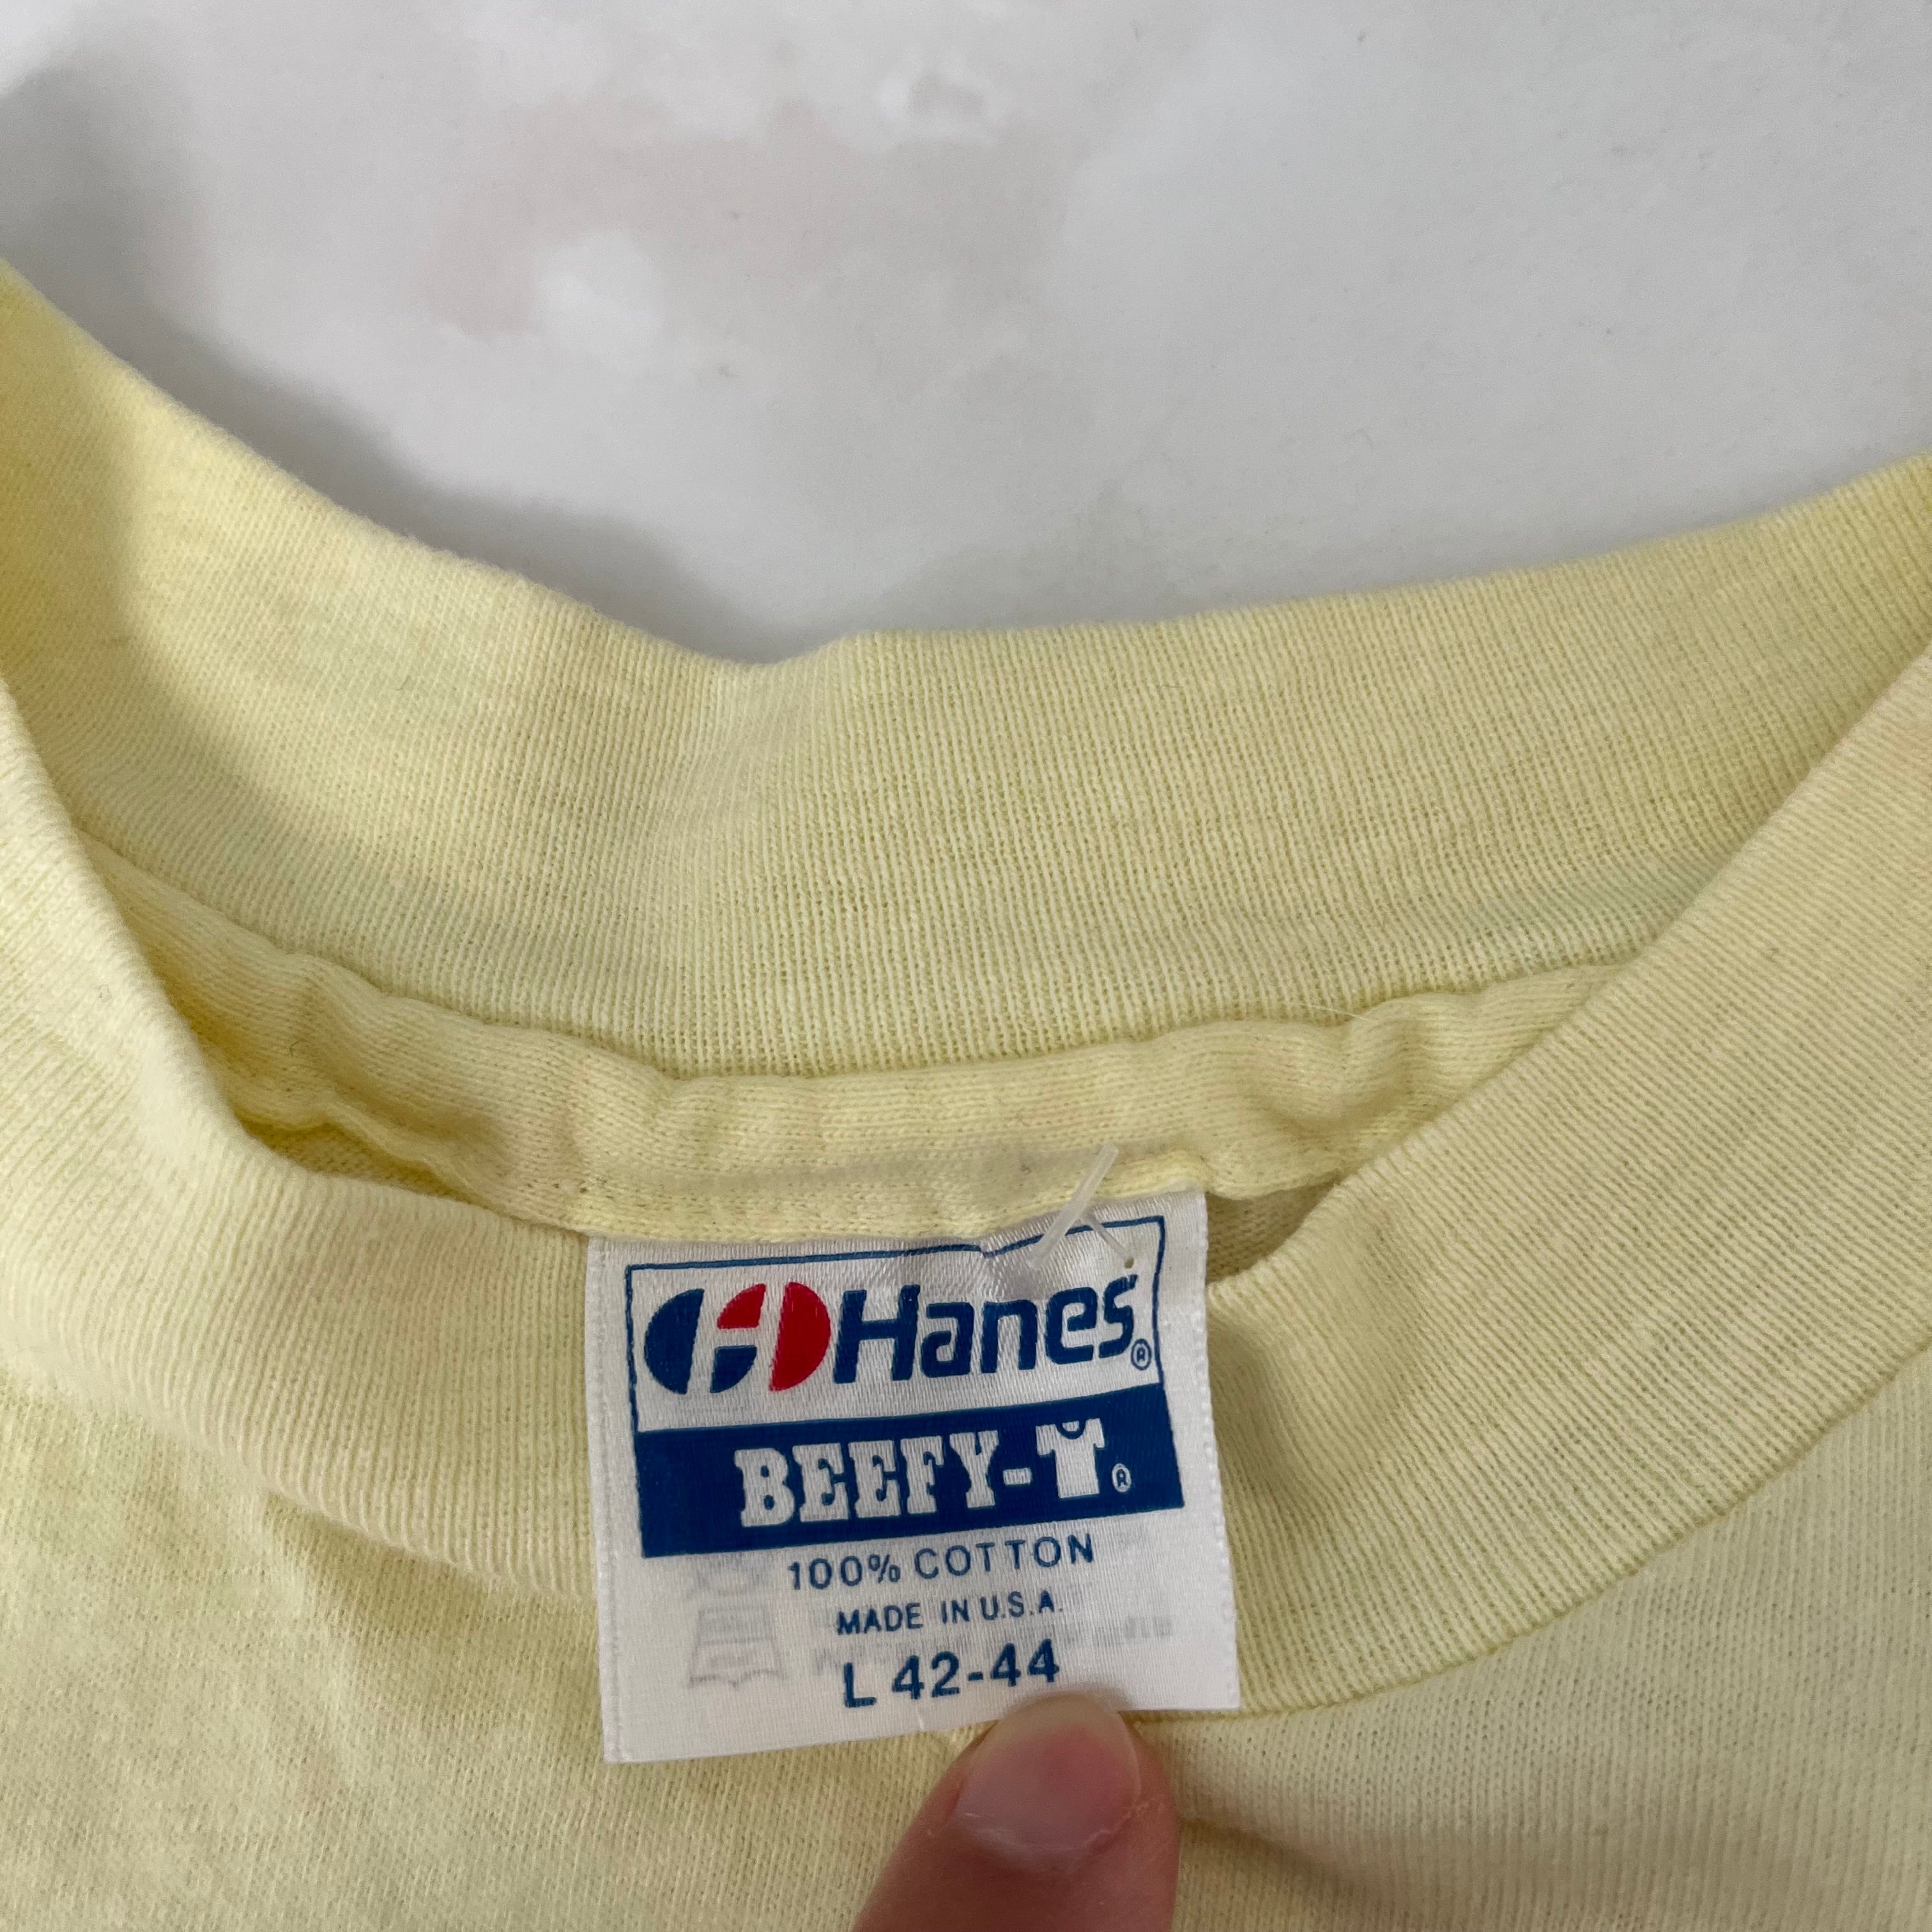 Hanes®
BEEFY-T®
100% COTTON
MADE IN U.S.A.
L 42-44